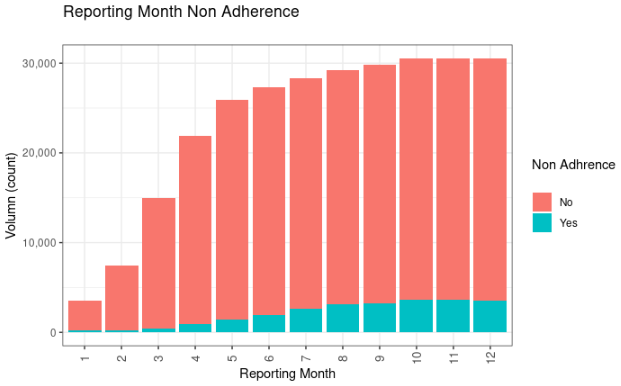 Reporting Month Non Adherence
Volumn (count)
30,000
20,000
10,000
0
1 2 3 4 5 6 7 8 9 10 11 12
Reporting Month
Non Adhrence
No
Yes